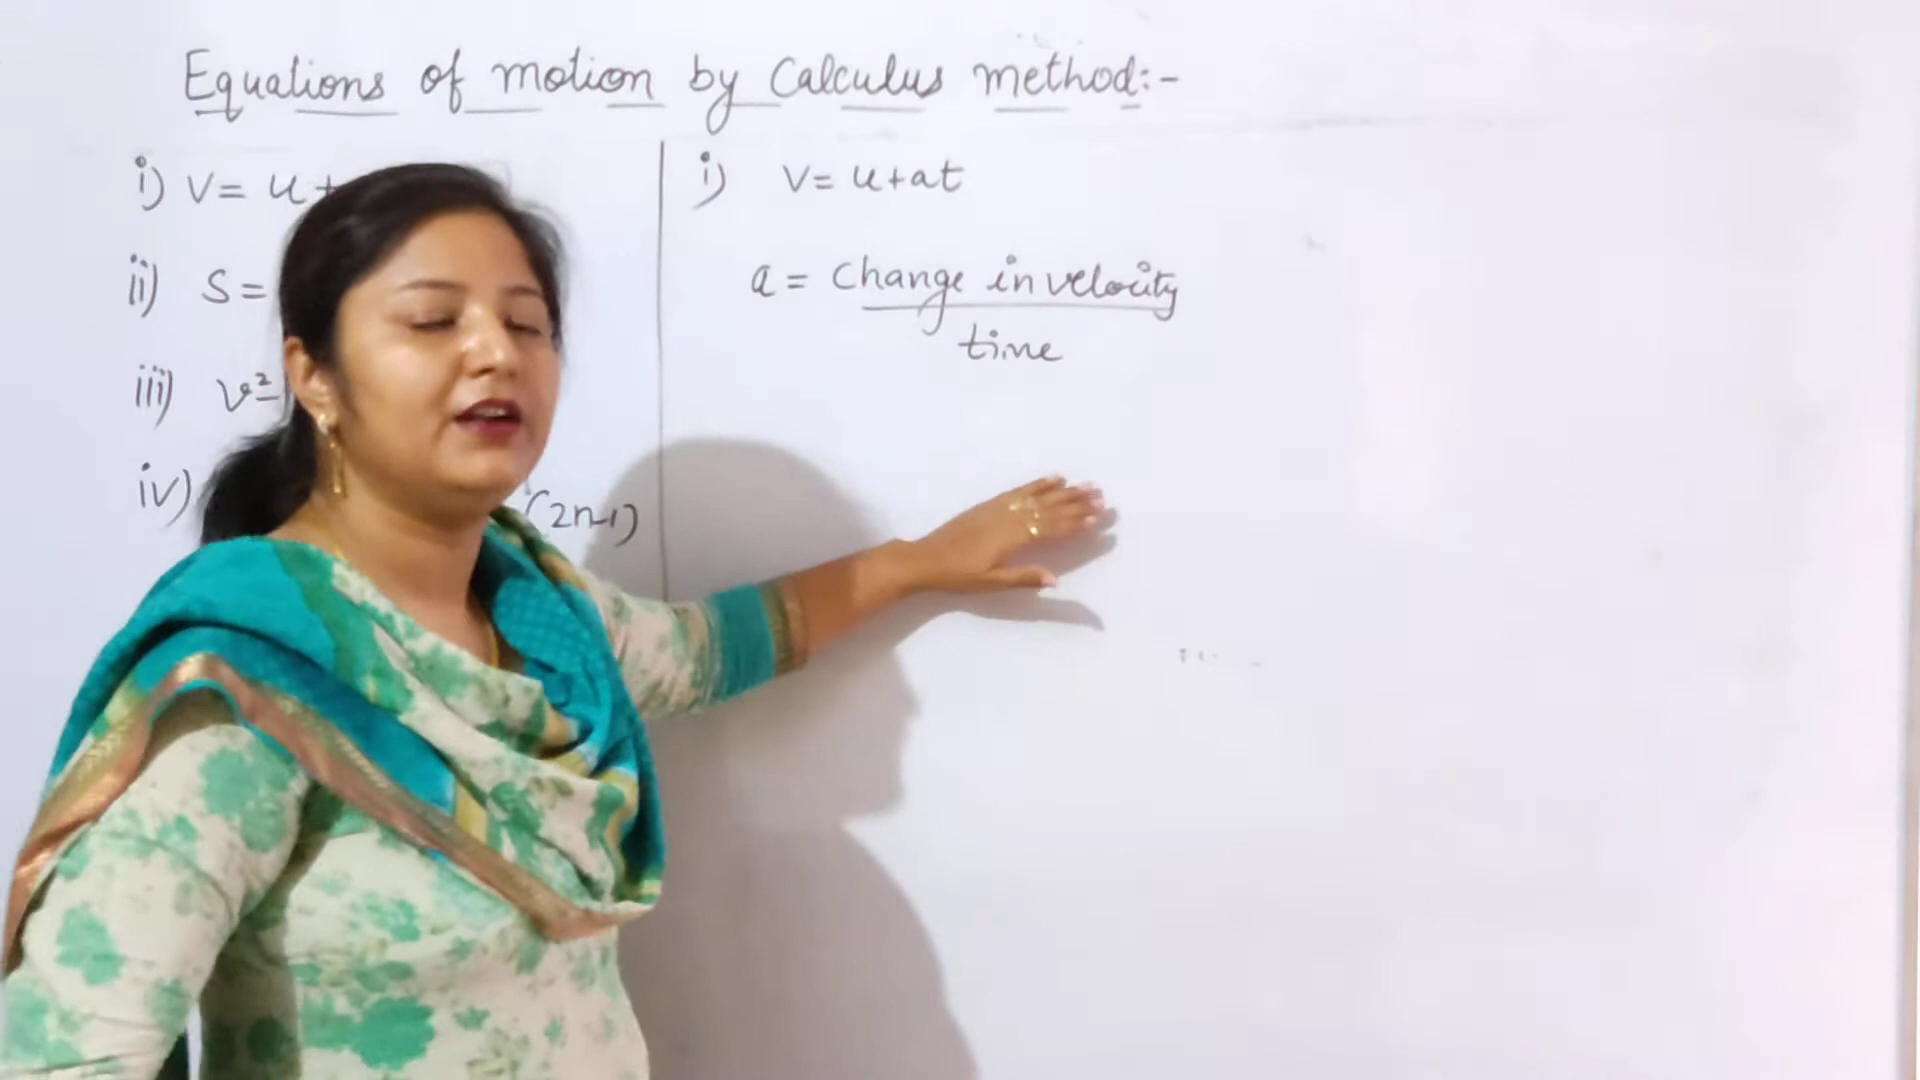 Equations of motion by Calculus method:-
i) V = u +
ii) S =
iii) v² =
iv) (2n-1)
i) V = u + at
a = Change in velocity
time